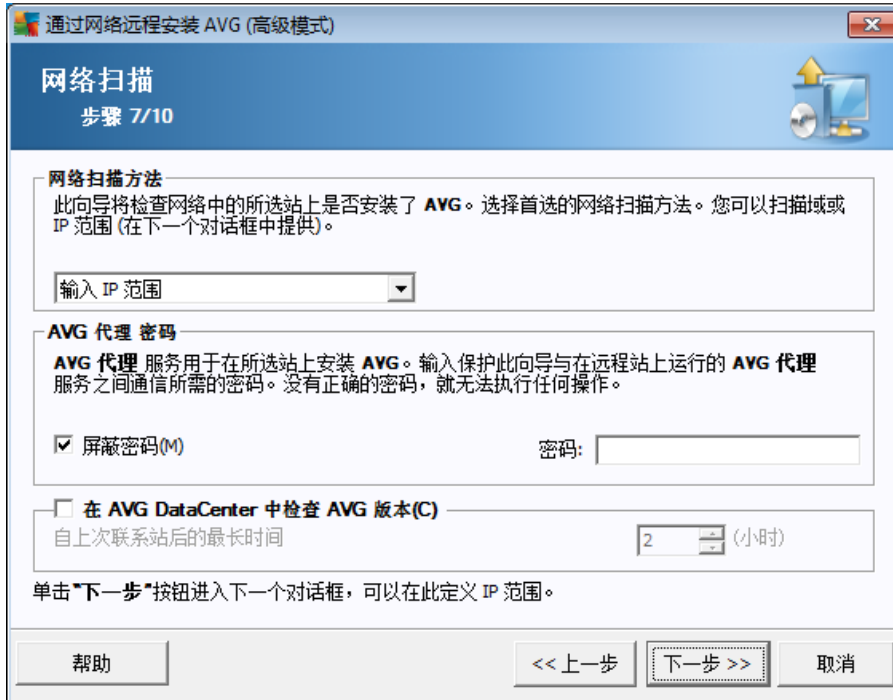 通过网络远程安装 AVG (高级模式)
网络扫描
步骤 7/10
网络扫描方法
此向导将检查网络中的所选站上是否安装了 AVG。选择首选的网络扫描方法。您可以扫描域或
IP 范围 (在下一个对话框中提供)。
输入 IP 范围
AVG 代理 密码
AVG 代理 服务用于在所选站上安装 AVG。输入保护此向导与在远程站上运行的 AVG 代理
服务之间通信所需的密码。没有正确的密码，就无法执行任何操作。
屏蔽密码(M) 密码:
在 AVG DataCenter 中检查 AVG 版本(C)
自上次联系站后的最长时间 2 (小时)
单击"下一步"按钮进入下一个对话框，可以在此定义 IP 范围。
帮助 << 上一步 下一步 >> 取消